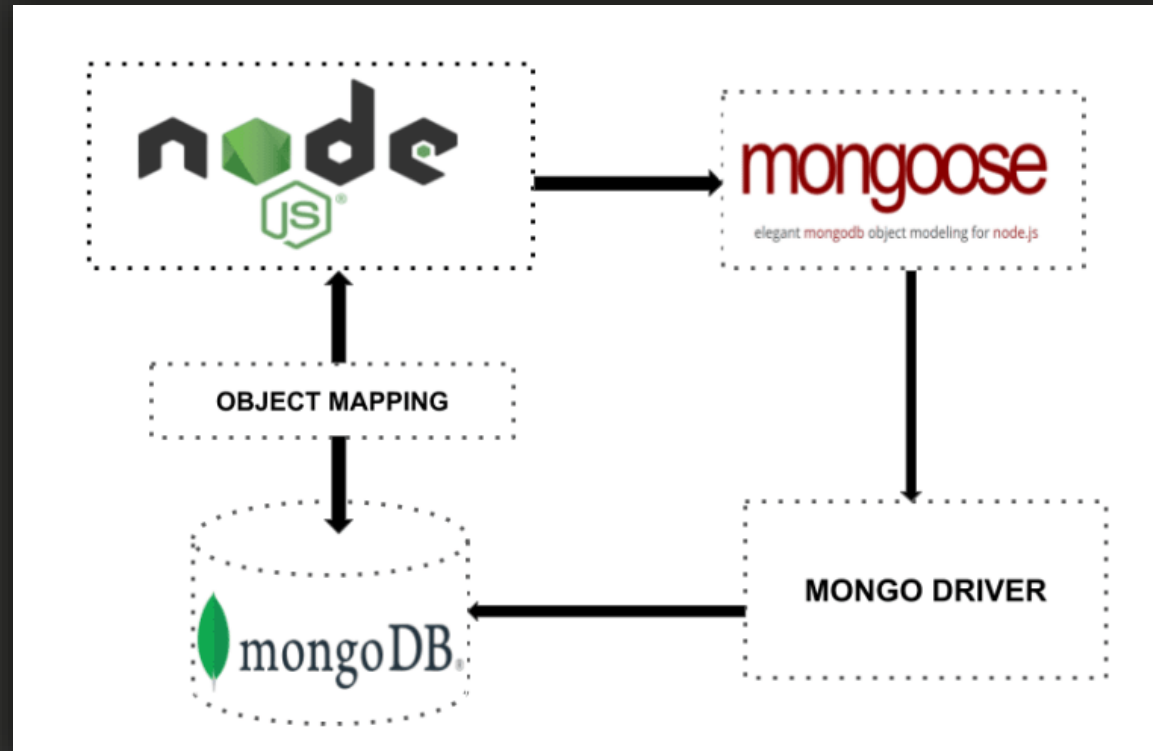 node
JS®
mongoose
elegant mongodb object modeling for node.js
OBJECT MAPPING
MONGO DRIVER
mongoDB®